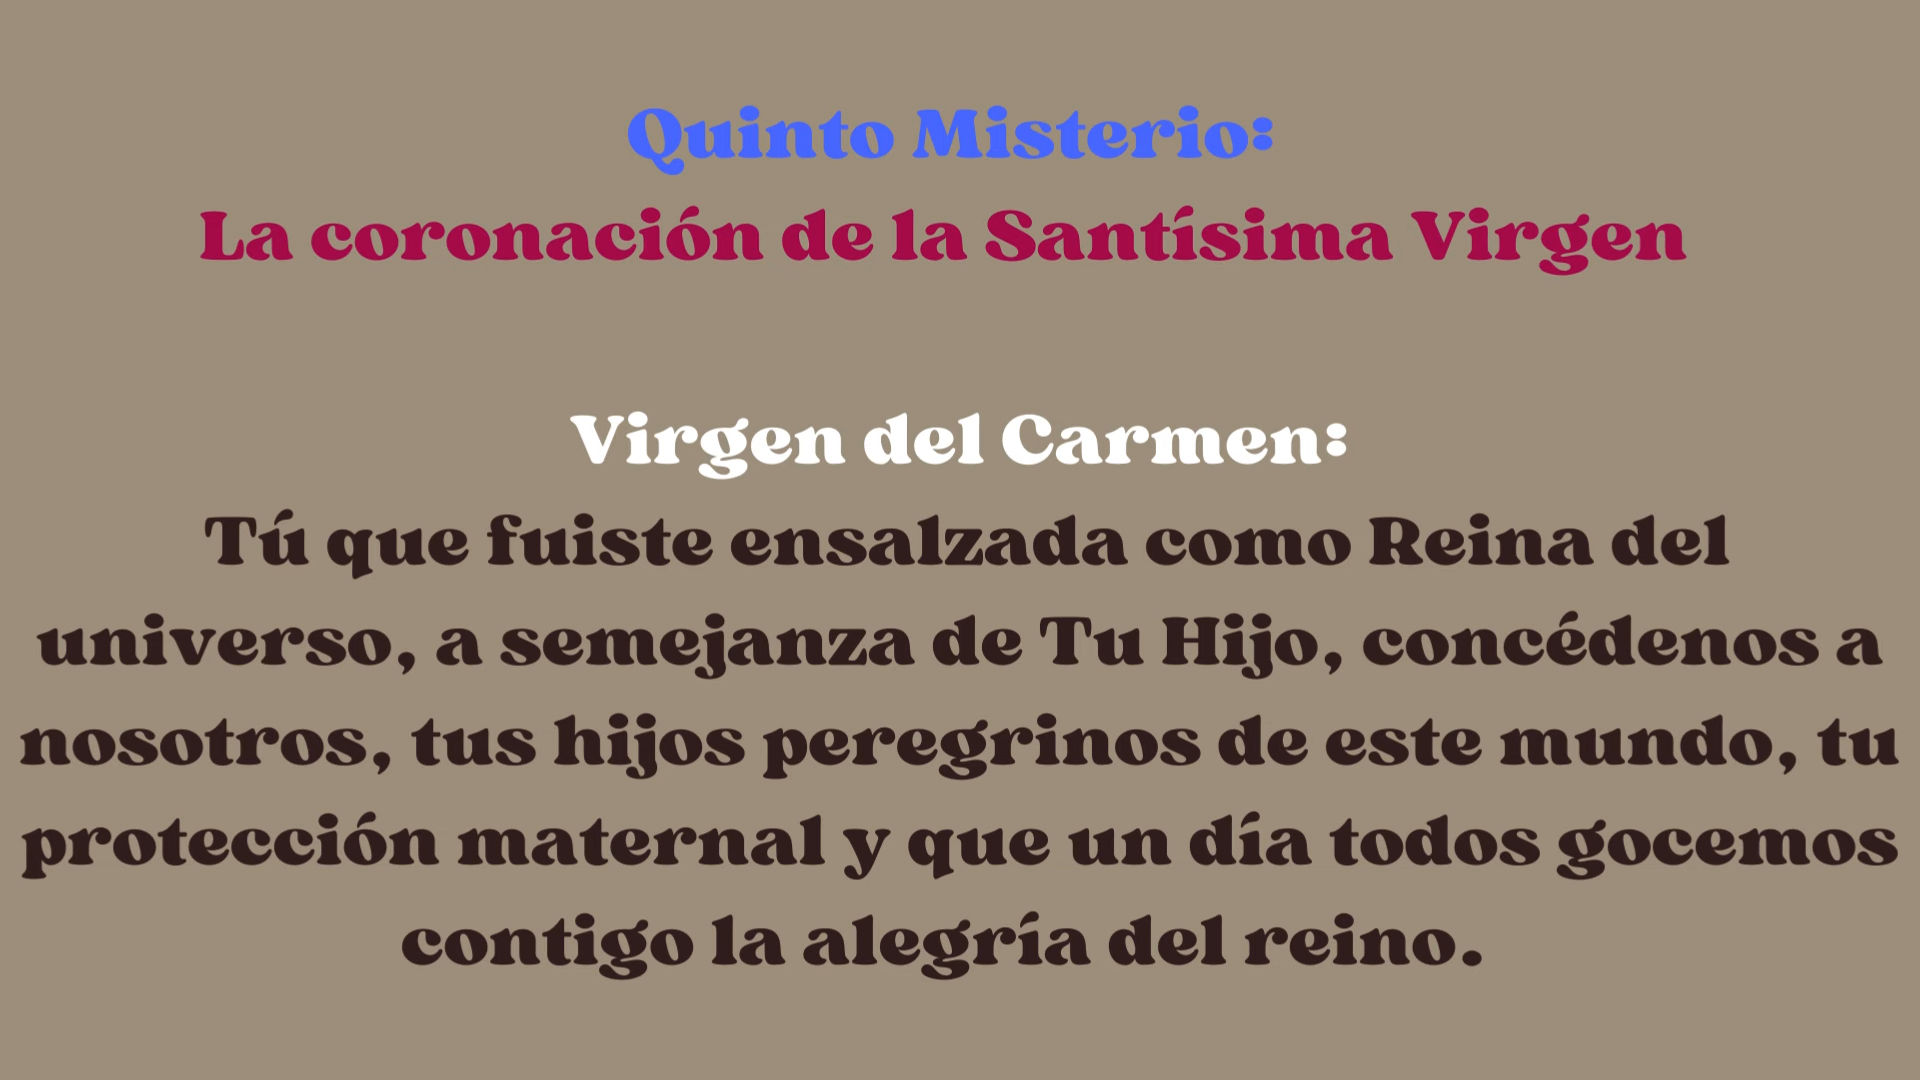 Quinto Misterio:
La coronación de la Santísima Virgen
Virgen del Carmen:
Tú que fuiste ensalzada como Reina del
universo, a semejanza de Tu Hijo, concédenos a
nosotros, tus hijos peregrinos de este mundo, tu
protección maternal y que un día todos gocemos
contigo la alegría del reino.